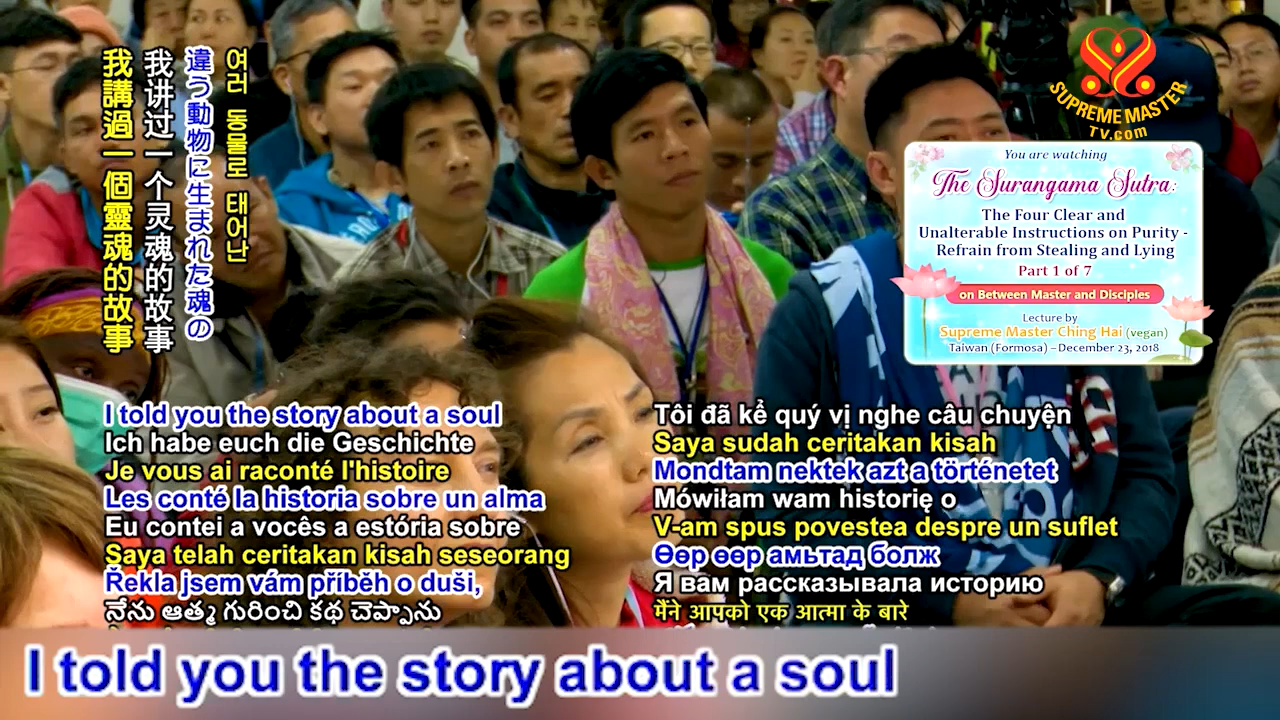 여러 동물로 태어난
違う動物に生まれた魂の
我讲过一个灵魂的故事
我講過一個靈魂的故事
SUPREME MASTER
TV.com
You are watching
The Surangama Sutra:
The Four Clear and
Unalterable Instructions on Purity -
Refrain from Stealing and Lying
Part 1 of 7
on Between Master and Disciples
Lecture by
Supreme Master Ching Hai (vegan)
Taiwan (Formosa) – December 23, 2018
I told you the story about a soul
Ich habe euch die Geschichte
Je vous ai raconté l'histoire
Les conté la historia sobre un alma
Eu contei a vocês a estória sobre
Saya telah ceritakan kisah seseorang
Řekla jsem vám příběh o duši,
నేను ఆత్మ గురించి కథ చెప్పాను
Tôi đã kể quý vị nghe câu chuyện
Saya sudah ceritakan kisah
Mondtam nektek azt a történetet
Mówiłam wam historię o
V-am spus povestea despre un suflet
Өөр өөр амьтад болж
Я вам рассказывала историю
मैंने आपको एक आत्मा के बारे
I told you the story about a soul